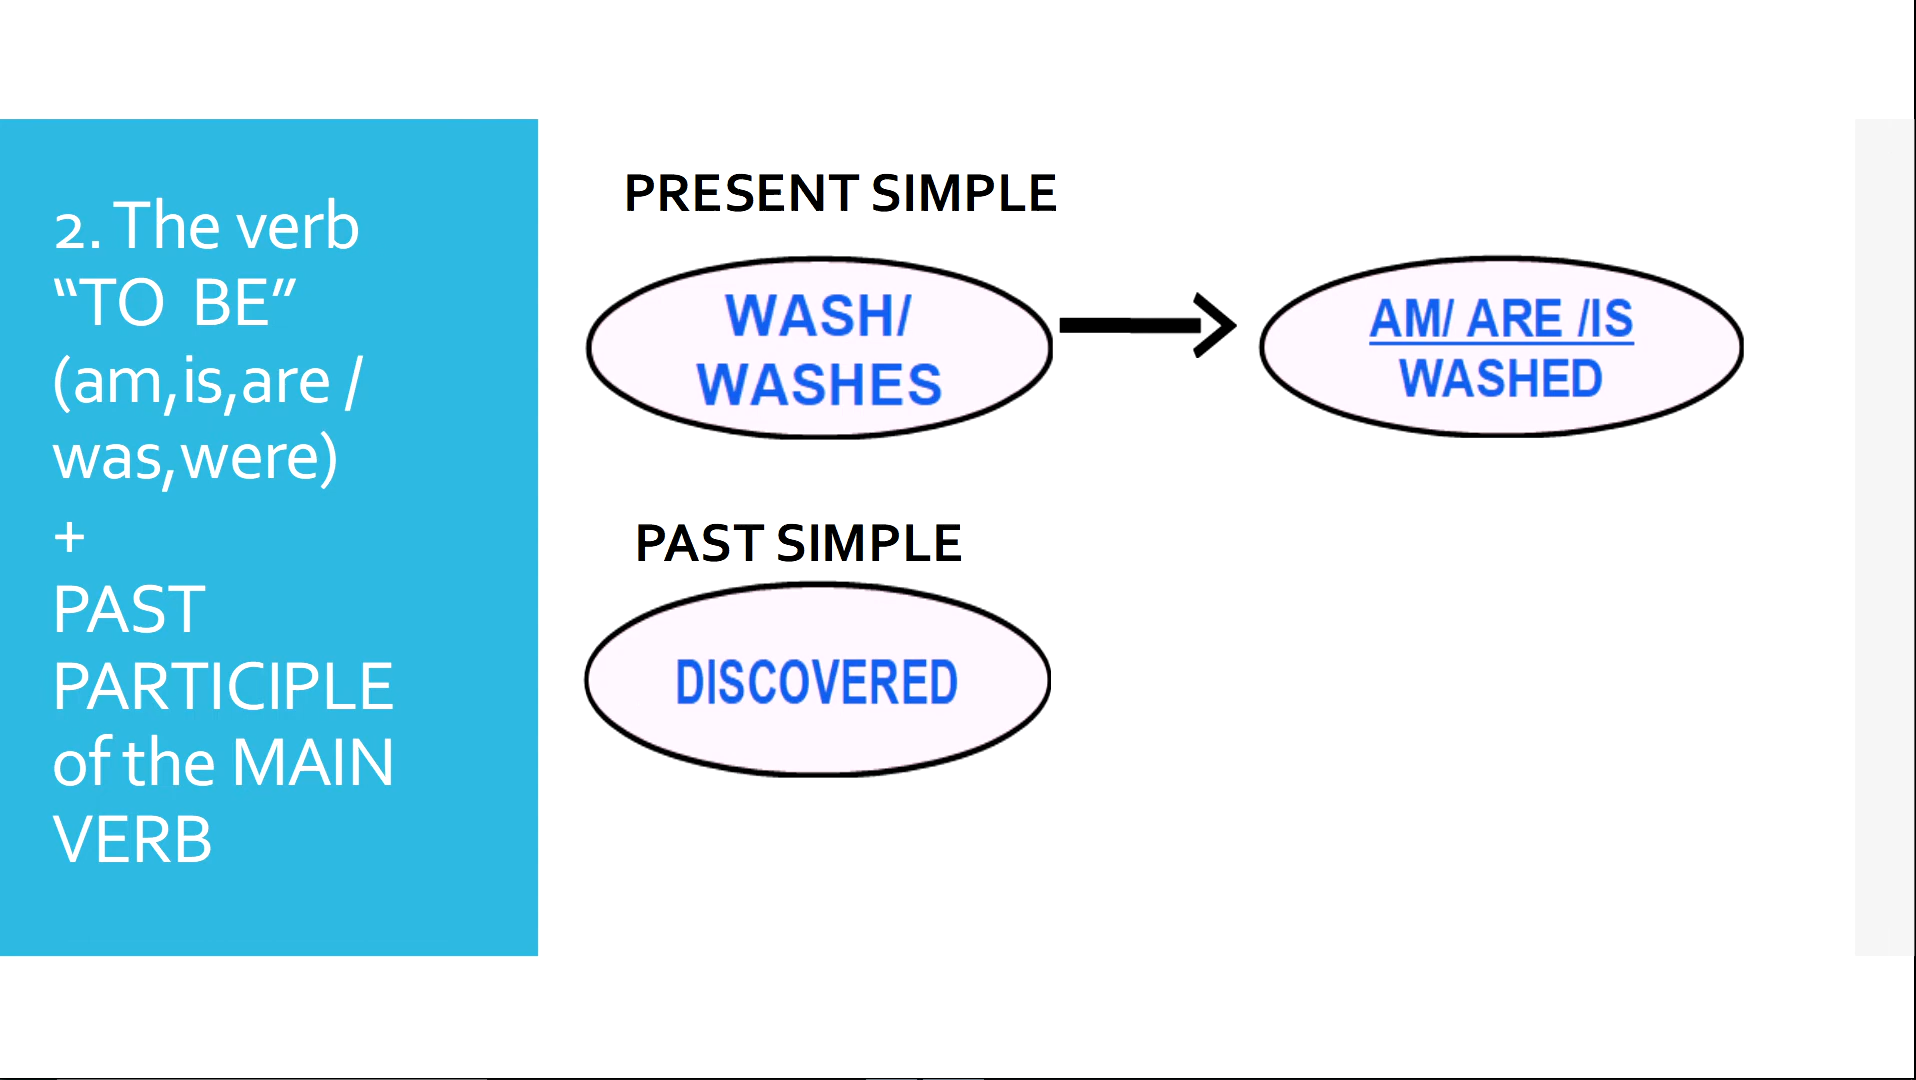 2. The verb
“TO BE”
(am,is,are /
was,were)
+
PAST
PARTICIPLE
of the MAIN
VERB
PRESENT SIMPLE
WASH/
WASHES
AM/ ARE /IS
WASHED
PAST SIMPLE
DISCOVERED